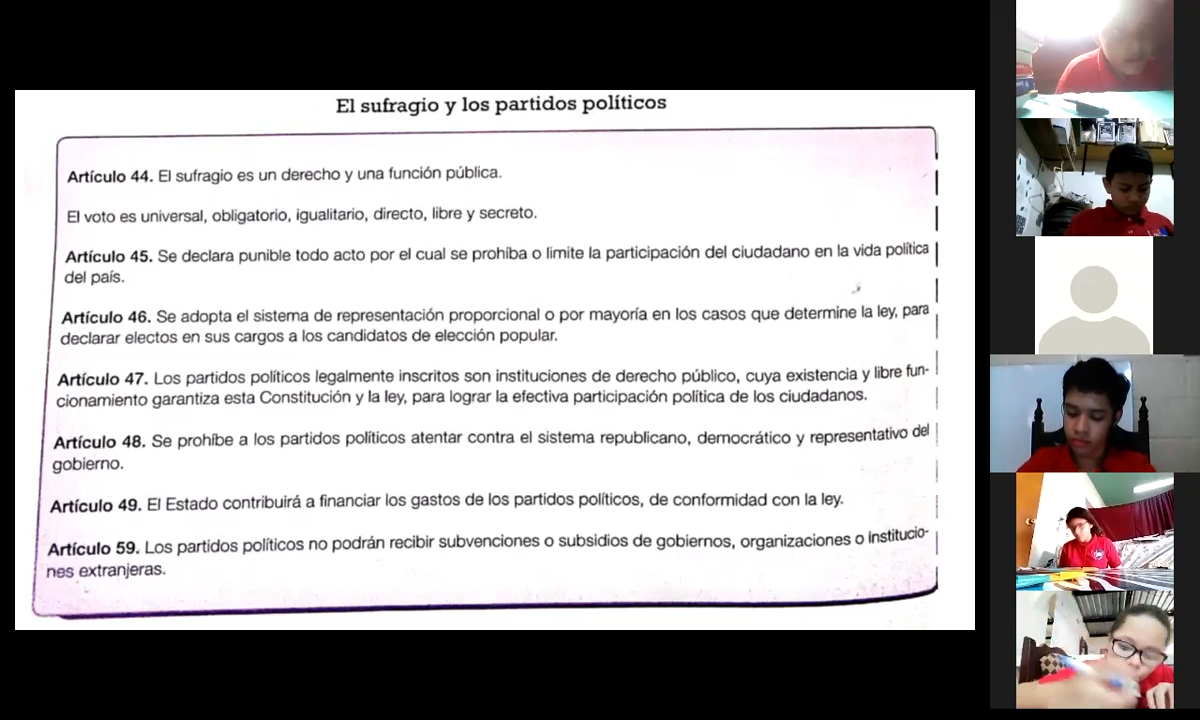 El sufragio y los partidos políticos
Artículo 44. El sufragio es un derecho y una función pública.
El voto es universal, obligatorio, igualitario, directo, libre y secreto.
Artículo 45. Se declara punible todo acto por el cual se prohíba o limite la participación del ciudadano en la vida política
del país.
Artículo 46. Se adopta el sistema de representación proporcional o por mayoría en los casos que determine la ley, para
declarar electos en sus cargos a los candidatos de elección popular.
Artículo 47. Los partidos políticos legalmente inscritos son instituciones de derecho público, cuya existencia y libre fun-
cionamiento garantiza esta Constitución y la ley, para lograr la efectiva participación política de los ciudadanos.
Artículo 48. Se prohíbe a los partidos políticos atentar contra el sistema republicano, democrático y representativo del
gobierno.
Artículo 49. El Estado contribuirá a financiar los gastos de los partidos políticos, de conformidad con la ley.
Artículo 59. Los partidos políticos no podrán recibir subvenciones o subsidios de gobiernos, organizaciones o institucio-
nes extranjeras.